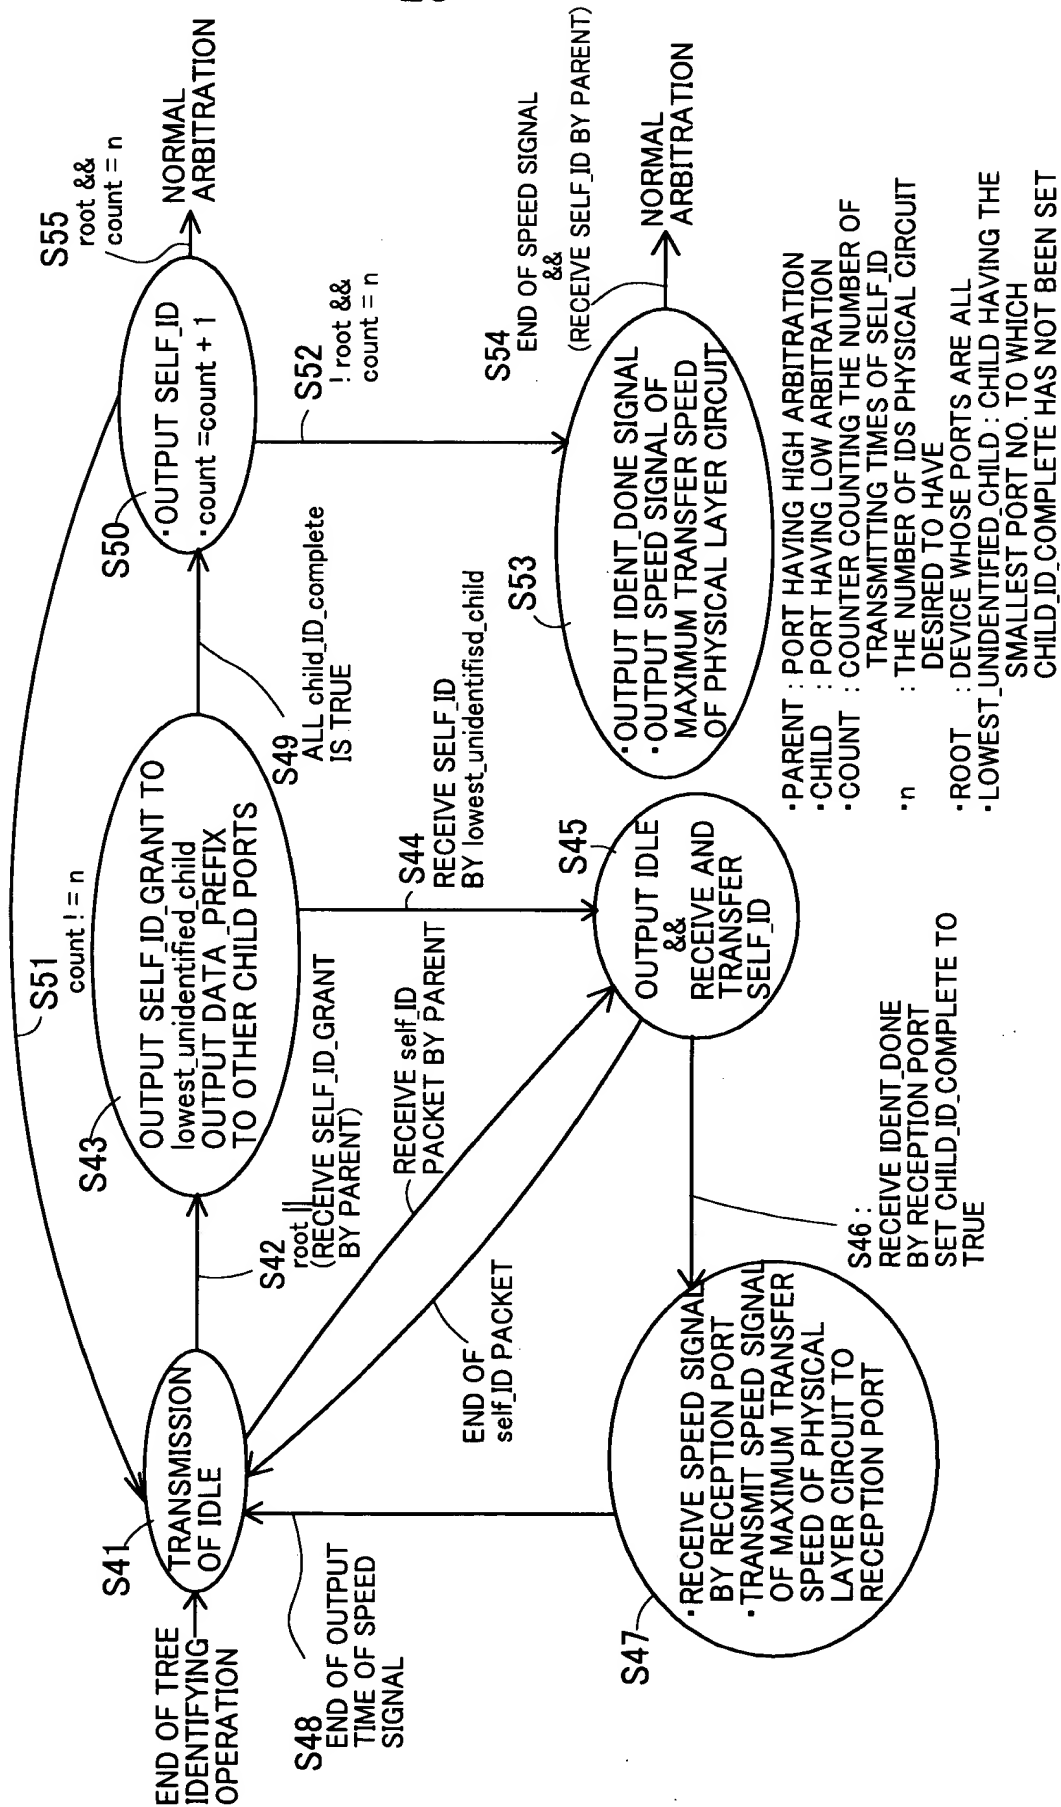 END OF TREE
IDENTIFYING
OPERATION
S41
TRANSMISSION
OF IDLE
S42
root ||
(RECEIVE SELF_ID_GRANT
BY PARENT)
S43
OUTPUT SELF_ID_GRANT TO
lowest_unidentified_child
OUTPUT DATA_PREFIX
TO OTHER CHILD PORTS
S51
count != n
S49
ALL child_ID_complete
IS TRUE
S50
・OUTPUT SELF_ID
・count =count + 1
S55
root &&
count = n
NORMAL
ARBITRATION
S52
! root &&
count = n
S44
RECEIVE SELF_ID
BY lowest_unidentifisd_child
RECEIVE self_ID
PACKET BY PARENT
END OF
self_ID PACKET
S45
OUTPUT IDLE
&&
RECEIVE AND
TRANSFER
SELF_ID
S46 :
RECEIVE IDENT_DONE
BY RECEPTION PORT
SET CHILD_ID_COMPLETE TO
TRUE
S47
・RECEIVE SPEED SIGNAL
BY RECEPTION PORT
・TRANSMIT SPEED SIGNAL
OF MAXIMUM TRANSFER
SPEED OF PHYSICAL
LAYER CIRCUIT TO
RECEPTION PORT
S48
END OF OUTPUT
TIME OF SPEED
SIGNAL
S53
・OUTPUT IDENT_DONE SIGNAL
・OUTPUT SPEED SIGNAL OF
MAXIMUM TRANSFER SPEED
OF PHYSICAL LAYER CIRCUIT
S54
END OF SPEED SIGNAL
&&
(RECEIVE SELF_ID BY PARENT)
NORMAL
ARBITRATION
・PARENT : PORT HAVING HIGH ARBITRATION
・CHILD : PORT HAVING LOW ARBITRATION
・COUNT : COUNTER COUNTING THE NUMBER OF
TRANSMITTING TIMES OF SELF_ID
・n : THE NUMBER OF IDS PHYSICAL CIRCUIT
DESIRED TO HAVE
・ROOT : DEVICE WHOSE PORTS ARE ALL
・LOWEST_UNIDENTIFIED_CHILD : CHILD HAVING THE
SMALLEST PORT NO. TO WHICH
CHILD_ID_COMPLETE HAS NOT BEEN SET